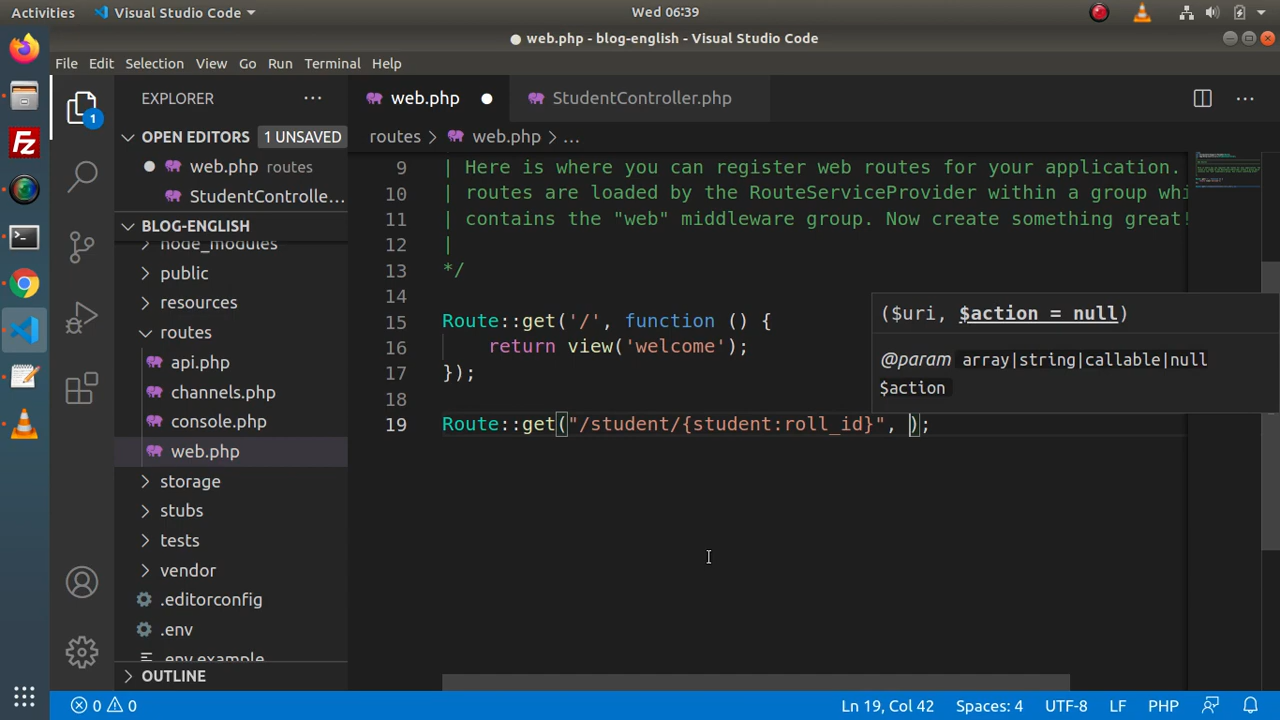 Activities
Visual Studio Code
Wed 06:39
web.php - blog-english - Visual Studio Code
File Edit Selection View Go Run Terminal Help
1
EXPLORER
OPEN EDITORS
1 UNSAVED
web.php routes
StudentControlle...
BLOG-ENGLISH
node_modules
public
resources
routes
api.php
channels.php
console.php
web.php
storage
stubs
tests
vendor
.editorconfig
.env
.env.example
OUTLINE
web.php
StudentController.php
routes > web.php > ...
9 | Here is where you can register web routes for your application.
10 | routes are loaded by the RouteServiceProvider within a group whi
11 | contains the "web" middleware group. Now create something great!
12 |
13 */
14
15 Route::get('/', function () {
16 return view('welcome');
17 });
18
19 Route::get("/student/{student:roll_id}", );
($uri, $action = null)
@param array|string|callable|null
$action
0 0
Ln 19, Col 42
Spaces: 4
UTF-8
LF
PHP